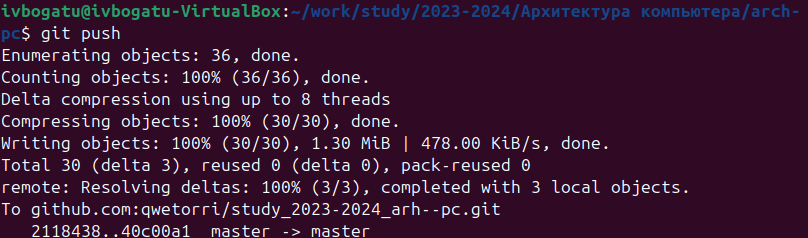 ivbogatu@ivbogatu-VirtualBox:~/work/study/2023-2024/Архитектура компьютера/arch-
pc$ git push
Enumerating objects: 36, done.
Counting objects: 100% (36/36), done.
Delta compression using up to 8 threads
Compressing objects: 100% (30/30), done.
Writing objects: 100% (30/30), 1.30 MiB | 478.00 KiB/s, done.
Total 30 (delta 3), reused 0 (delta 0), pack-reused 0
remote: Resolving deltas: 100% (3/3), completed with 3 local objects.
To github.com:qwetorri/study_2023-2024_arh--pc.git
   2118438..40c00a1  master -> master